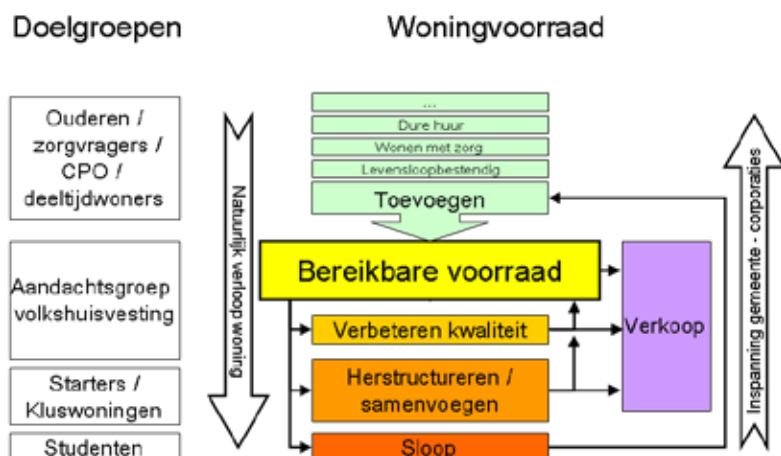 Doelgroepen
Woningvoorraad
Ouderen /
zorgvragers /
CPO /
deeltijdwoners
Aandachtsgroep
volkshuisvesting
Starters /
Kluswoningen
Studenten
Natuurlijk verloop woning
...
Dure huur
Wonen met zorg
Levensloopbestendig
Toevoegen
Bereikbare voorraad
Verbeteren kwaliteit
Herstructureren /
samenvoegen
Sloop
Verkoop
Inspanning gemeente - corporaties